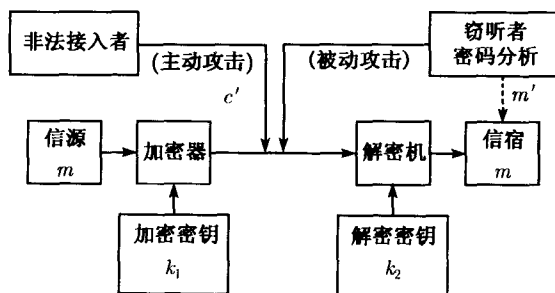 非法接入者
(主动攻击)
(被动攻击)
窃听者
密码分析
c′
m′
信源
m
加密器
解密机
信宿
m
加密密钥
k₁
解密密钥
k₂